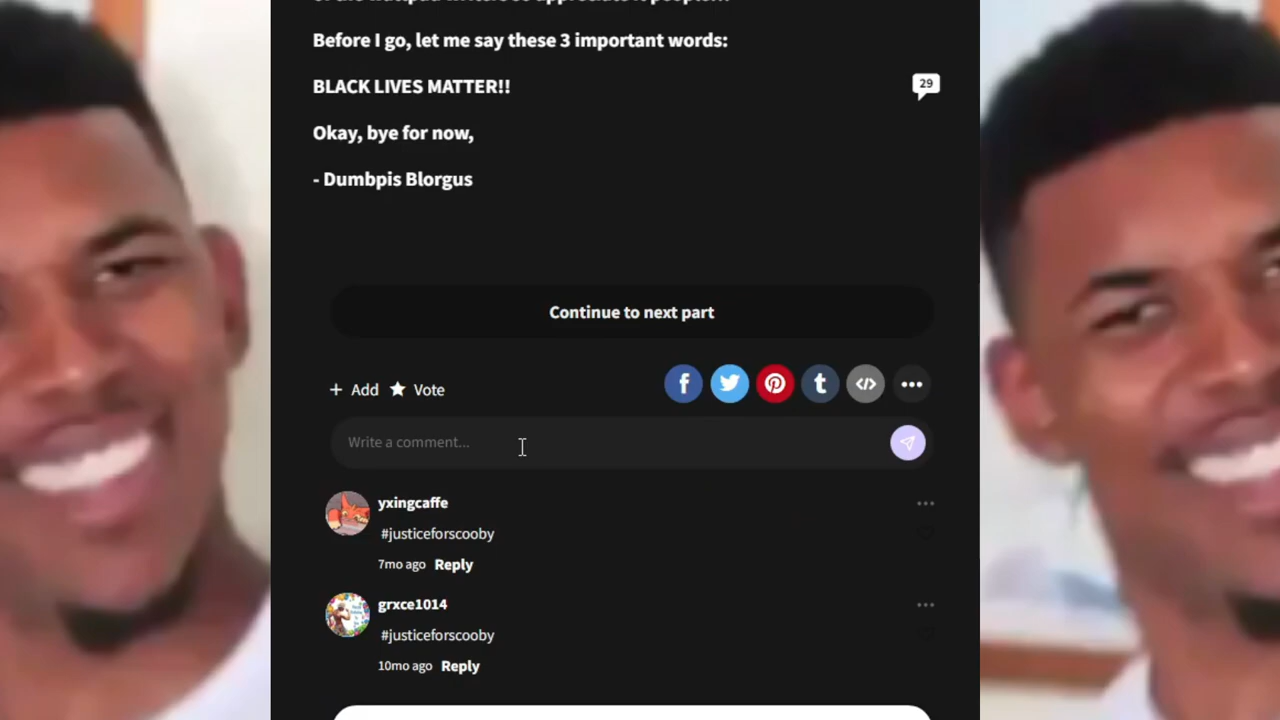 Before I go, let me say these 3 important words:
BLACK LIVES MATTER!!
29
Okay, bye for now,
- Dumbpis Blorgus
Continue to next part
+ Add ★ Vote
Write a comment...
yxingcaffe
#justiceforscooby
7mo ago Reply
grxce1014
#justiceforscooby
10mo ago Reply